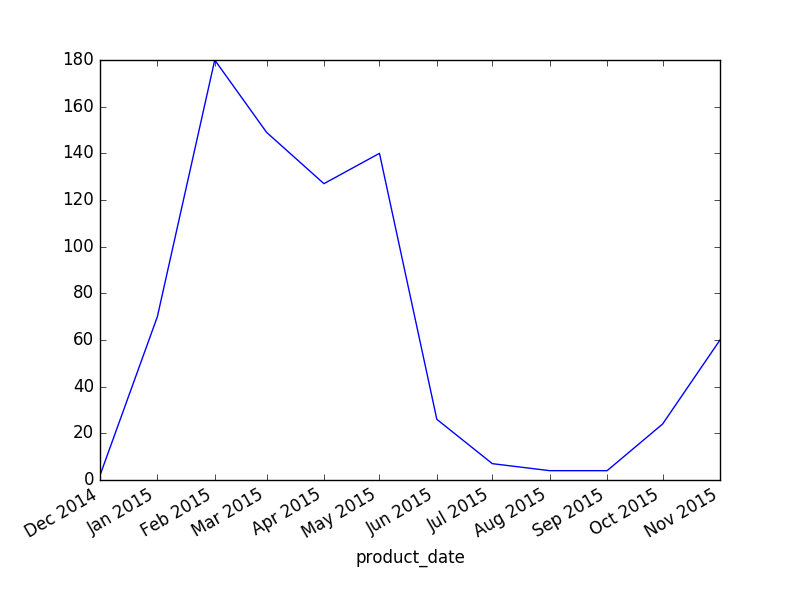 180
160
140
120
100
80
60
40
20
0
Dec 2014
Jan 2015
Feb 2015
Mar 2015
Apr 2015
May 2015
Jun 2015
Jul 2015
Aug 2015
Sep 2015
Oct 2015
Nov 2015
product_date